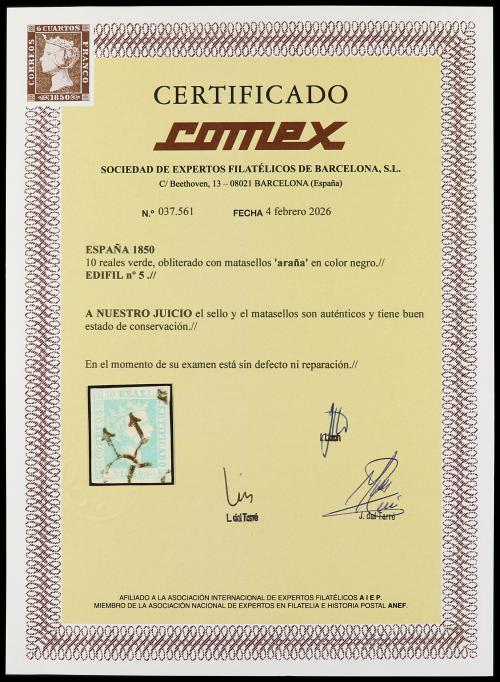 6 CUARTOS
CORREOS
FRANCO
1850
CERTIFICADO
comex
SOCIEDAD DE EXPERTOS FILATÉLICOS DE BARCELONA, S.L.
C/ Beethoven, 13 – 08021 BARCELONA (España)
N.º 037.561 FECHA 4 febrero 2026
ESPAÑA 1850
10 reales verde, obliterado con matasellos 'araña' en color negro.//
EDIFIL nº 5 .//
A NUESTRO JUICIO el sello y el matasellos son auténticos y tiene buen
estado de conservación.//
En el momento de su examen está sin defecto ni reparación.//
10 REALES
CORREOS
CERTIFICADO
L. del Tarré
J. del Tarré
AFILIADO A LA ASOCIACIÓN INTERNACIONAL DE EXPERTOS FILATÉLICOS A I E P.
MIEMBRO DE LA ASOCIACIÓN NACIONAL DE EXPERTOS EN FILATELIA E HISTORIA POSTAL ANEF.